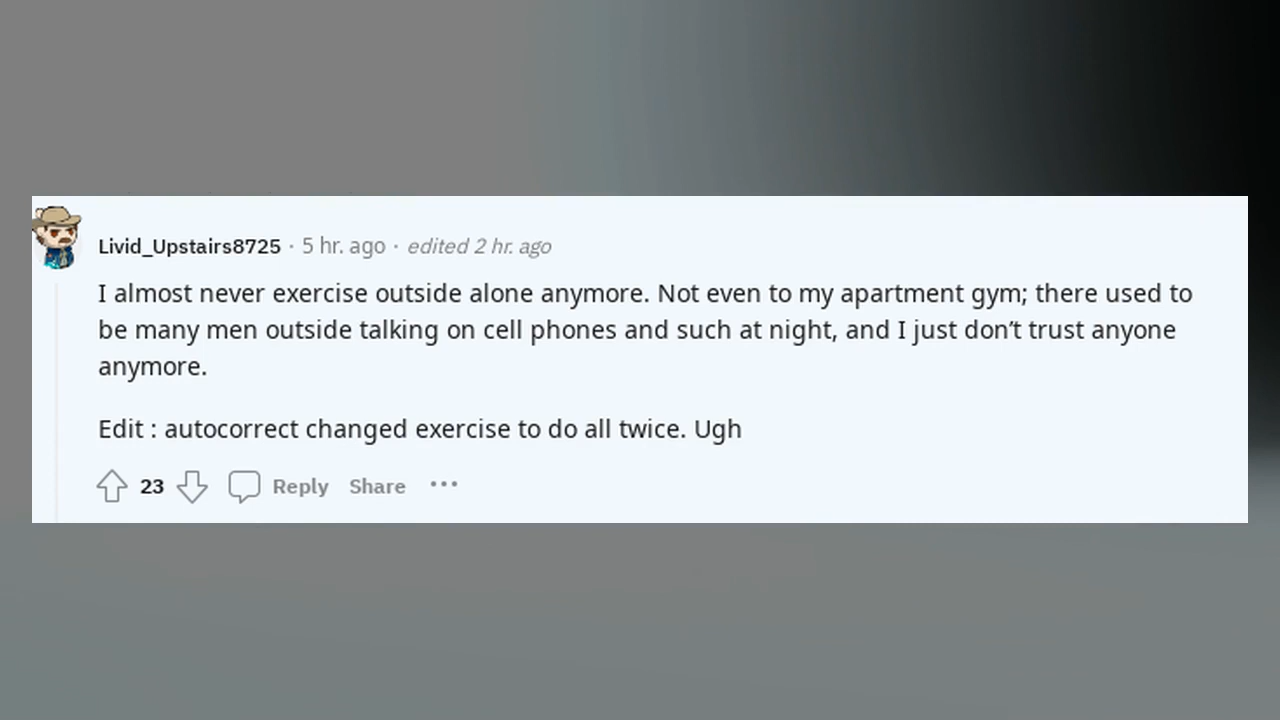 Livid_Upstairs8725 · 5 hr. ago · edited 2 hr. ago
I almost never exercise outside alone anymore. Not even to my apartment gym; there used to
be many men outside talking on cell phones and such at night, and I just don’t trust anyone
anymore.
Edit : autocorrect changed exercise to do all twice. Ugh
23 Reply Share ···